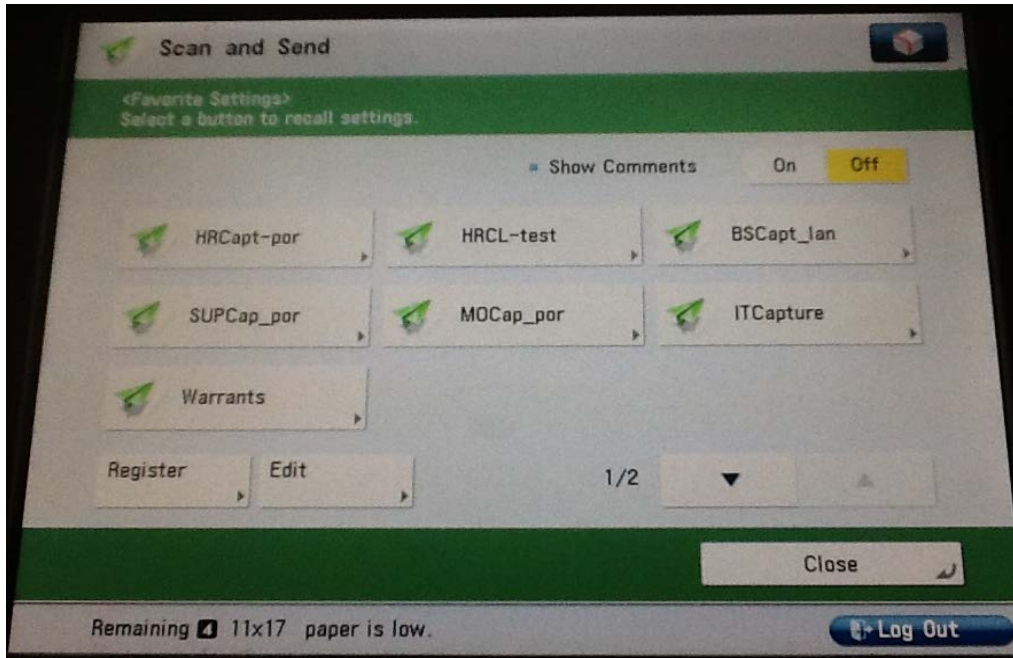 Scan and Send
<Favorite Settings>
Select a button to recall settings.
Show Comments On Off
HRCapt-por HRCL-test BSCapt_lan
SUPCap_por MOCap_por ITCapture
Warrants
Register Edit 1/2
Close
Remaining 4 11x17 paper is low.
Log Out